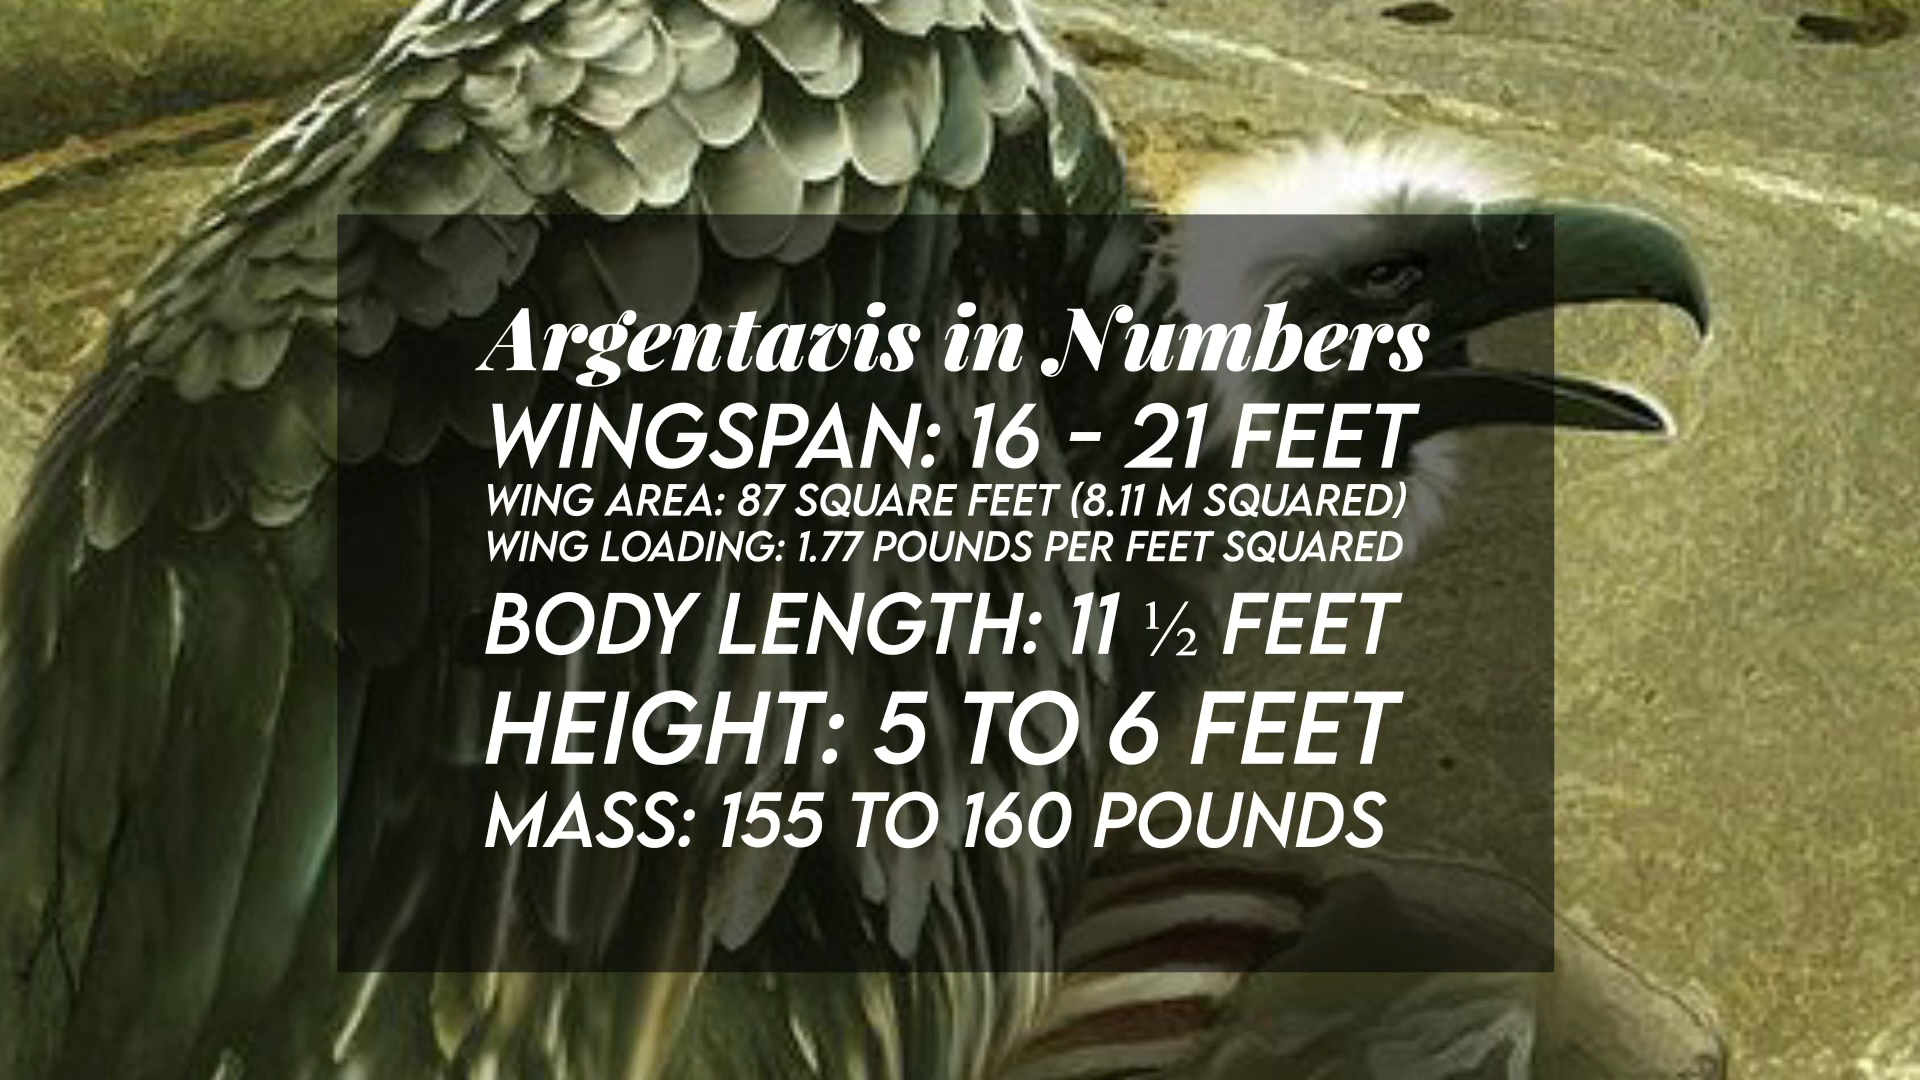 Argentavis in Numbers
WINGSPAN: 16 - 21 FEET
WING AREA: 87 SQUARE FEET (8.11 M SQUARED)
WING LOADING: 1.77 POUNDS PER FEET SQUARED
BODY LENGTH: 11 ½ FEET
HEIGHT: 5 TO 6 FEET
MASS: 155 TO 160 POUNDS